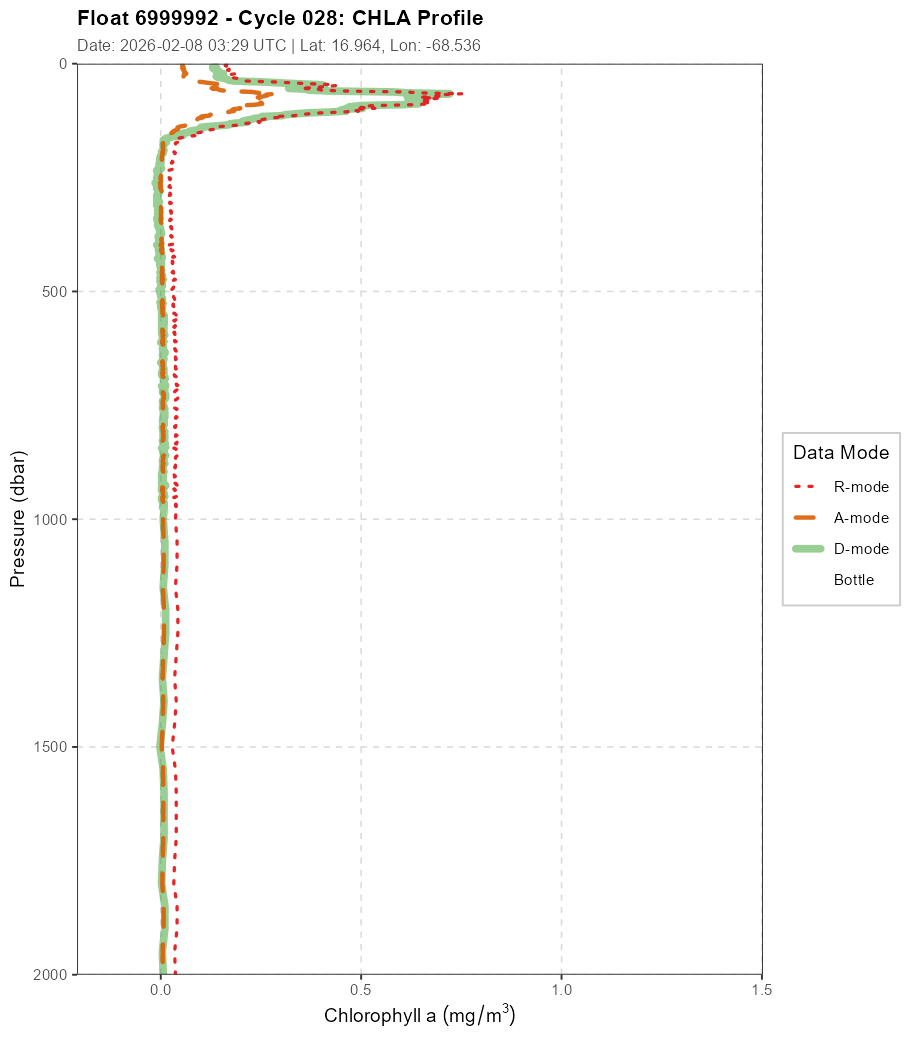 Float 6999992 - Cycle 028: CHLA Profile
Date: 2026-02-08 03:29 UTC | Lat: 16.964, Lon: -68.536
0
500
1000
1500
2000
Pressure (dbar)
0.0 0.5 1.0 1.5
Chlorophyll a (mg/m³)
Data Mode
R-mode
A-mode
D-mode
Bottle